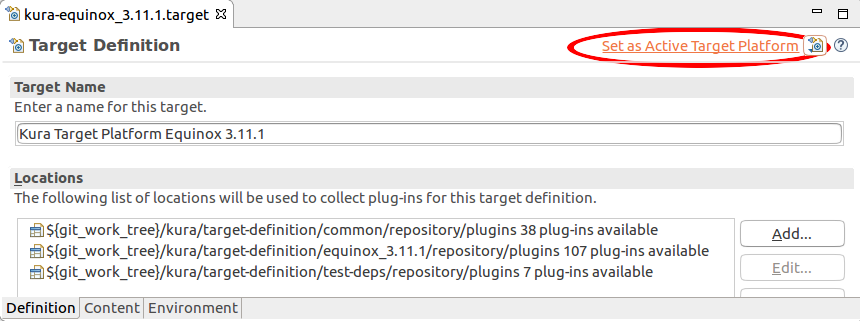 kura-equinox_3.11.1.target
Target Definition
Set as Active Target Platform
Target Name
Enter a name for this target.
Kura Target Platform Equinox 3.11.1
Locations
The following list of locations will be used to collect plug-ins for this target definition.
${git_work_tree}/kura/target-definition/common/repository/plugins 38 plug-ins available
${git_work_tree}/kura/target-definition/equinox_3.11.1/repository/plugins 107 plug-ins available
${git_work_tree}/kura/target-definition/test-deps/repository/plugins 7 plug-ins available
Add...
Edit...
Definition Content Environment